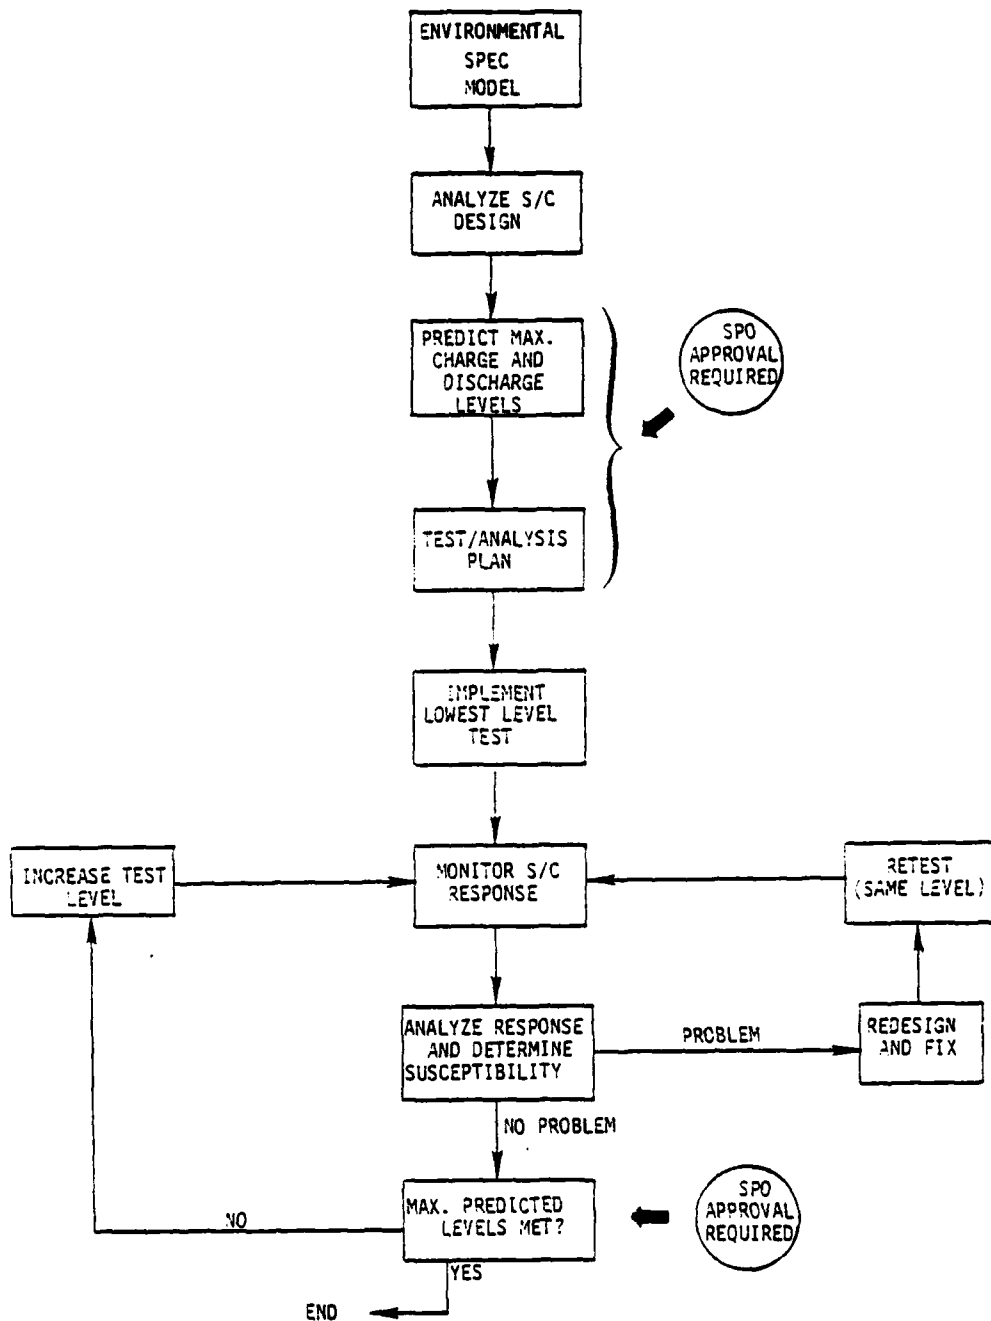 ENVIRONMENTAL
SPEC
MODEL
ANALYZE S/C
DESIGN
PREDICT MAX.
CHARGE AND
DISCHARGE
LEVELS
SPO
APPROVAL
REQUIRED
TEST/ANALYSIS
PLAN
IMPLEMENT
LOWEST LEVEL
TEST
INCREASE TEST
LEVEL
MONITOR S/C
RESPONSE
RETEST
(SAME LEVEL)
ANALYZE RESPONSE
AND DETERMINE
SUSCEPTIBILITY
PROBLEM
REDESIGN
AND FIX
NO PROBLEM
MAX. PREDICTED
LEVELS MET?
SPO
APPROVAL
REQUIRED
NO
YES
END